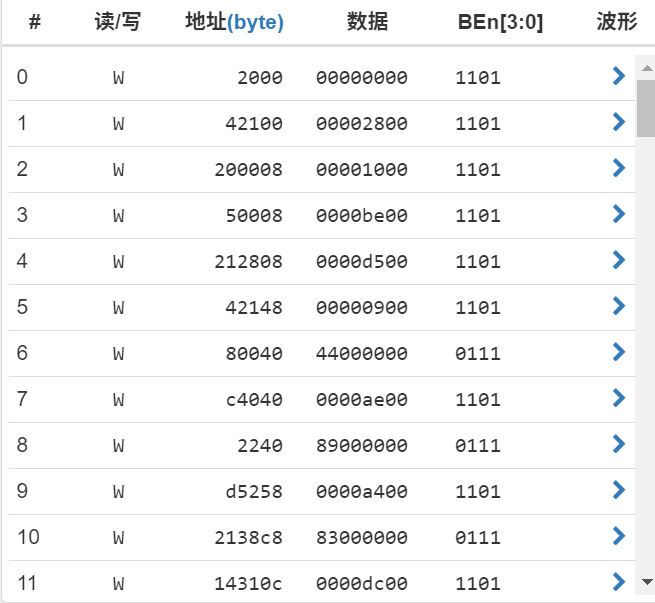 # 读/写 地址(byte) 数据 BEn[3:0] 波形
0 W 2000 00000000 1101
1 W 42100 00002800 1101
2 W 200008 00001000 1101
3 W 50008 0000be00 1101
4 W 212808 0000d500 1101
5 W 42148 00000900 1101
6 W 80040 44000000 0111
7 W c4040 0000ae00 1101
8 W 2240 89000000 0111
9 W d5258 0000a400 1101
10 W 2138c8 83000000 0111
11 W 14310c 0000dc00 1101